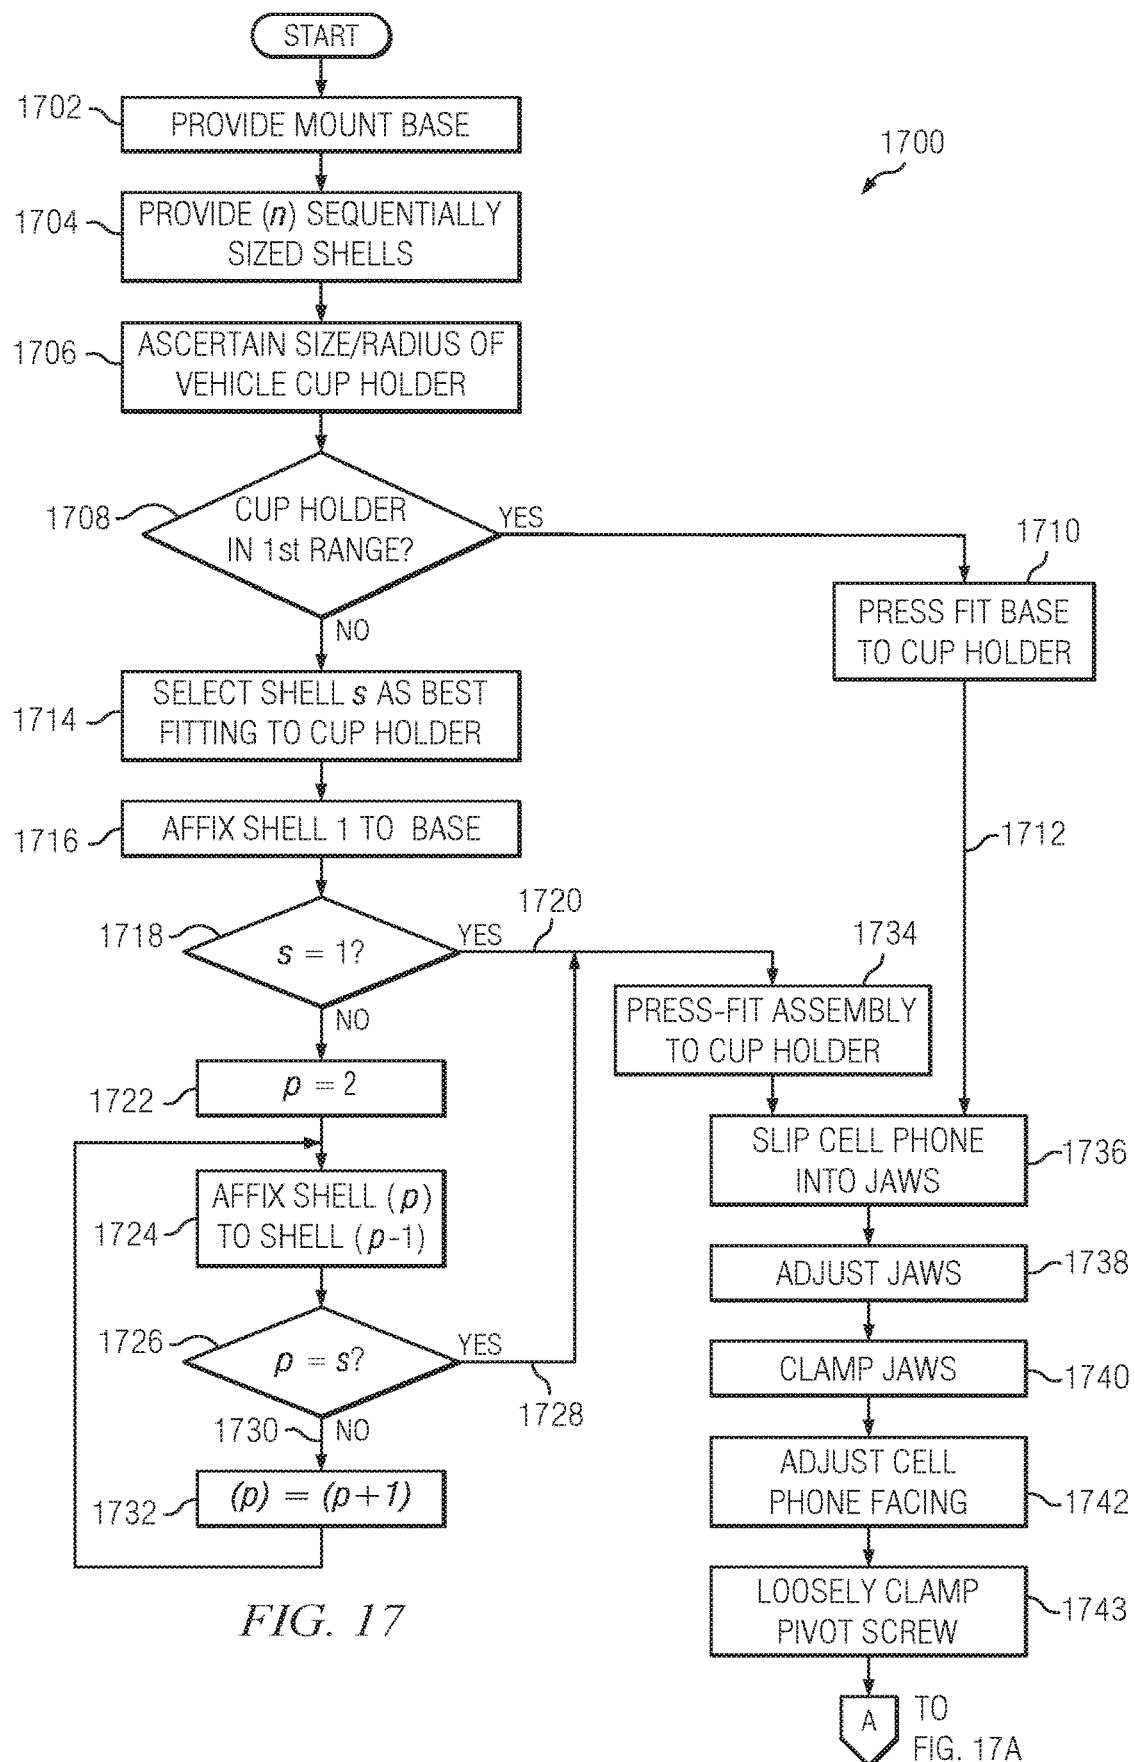 START
1702
PROVIDE MOUNT BASE
1700
1704
PROVIDE (n) SEQUENTIALLY
SIZED SHELLS
1706
ASCERTAIN SIZE/RADIUS OF
VEHICLE CUP HOLDER
1708
CUP HOLDER
IN 1st RANGE?
YES
NO
1710
PRESS FIT BASE
TO CUP HOLDER
1712
1714
SELECT SHELL s AS BEST
FITTING TO CUP HOLDER
1716
AFFIX SHELL 1 TO BASE
1718
s = 1?
YES
1720
NO
1734
PRESS-FIT ASSEMBLY
TO CUP HOLDER
1722
p = 2
1724
AFFIX SHELL (p)
TO SHELL (p-1)
1726
p = s?
YES
1728
1730
NO
1732
(p) = (p+1)
SLIP CELL PHONE
INTO JAWS
1736
ADJUST JAWS
1738
CLAMP JAWS
1740
ADJUST CELL
PHONE FACING
1742
LOOSELY CLAMP
PIVOT SCREW
1743
A
TO
FIG. 17A
FIG. 17